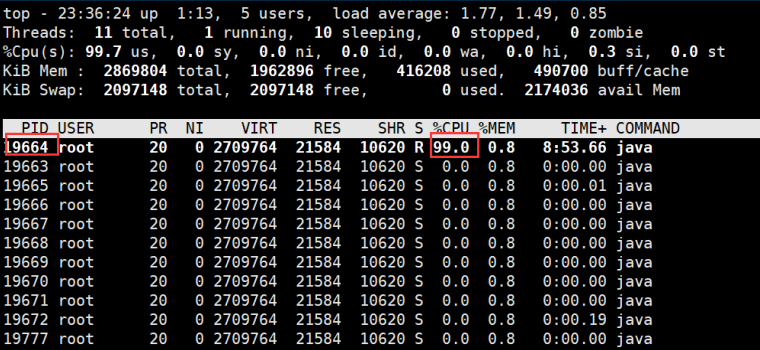 top - 23:36:24 up  1:13,  5 users,  load average: 1.77, 1.49, 0.85
Threads:  11 total,   1 running,  10 sleeping,   0 stopped,   0 zombie
%Cpu(s): 99.7 us,  0.0 sy,  0.0 ni,  0.0 id,  0.0 wa,  0.0 hi,  0.3 si,  0.0 st
KiB Mem :  2869804 total,  1962896 free,   416208 used,   490700 buff/cache
KiB Swap:  2097148 total,  2097148 free,        0 used.  2174036 avail Mem
PID USER      PR  NI    VIRT    RES    SHR S %CPU %MEM     TIME+ COMMAND
19664 root      20   0 2709764  21584  10620 R 99.0  0.8   8:53.66 java
19663 root      20   0 2709764  21584  10620 S  0.0  0.8   0:00.00 java
19665 root      20   0 2709764  21584  10620 S  0.0  0.8   0:00.01 java
19666 root      20   0 2709764  21584  10620 S  0.0  0.8   0:00.00 java
19667 root      20   0 2709764  21584  10620 S  0.0  0.8   0:00.00 java
19668 root      20   0 2709764  21584  10620 S  0.0  0.8   0:00.00 java
19669 root      20   0 2709764  21584  10620 S  0.0  0.8   0:00.00 java
19670 root      20   0 2709764  21584  10620 S  0.0  0.8   0:00.00 java
19671 root      20   0 2709764  21584  10620 S  0.0  0.8   0:00.00 java
19672 root      20   0 2709764  21584  10620 S  0.0  0.8   0:00.19 java
19777 root      20   0 2709764  21584  10620 S  0.0  0.8   0:00.00 java